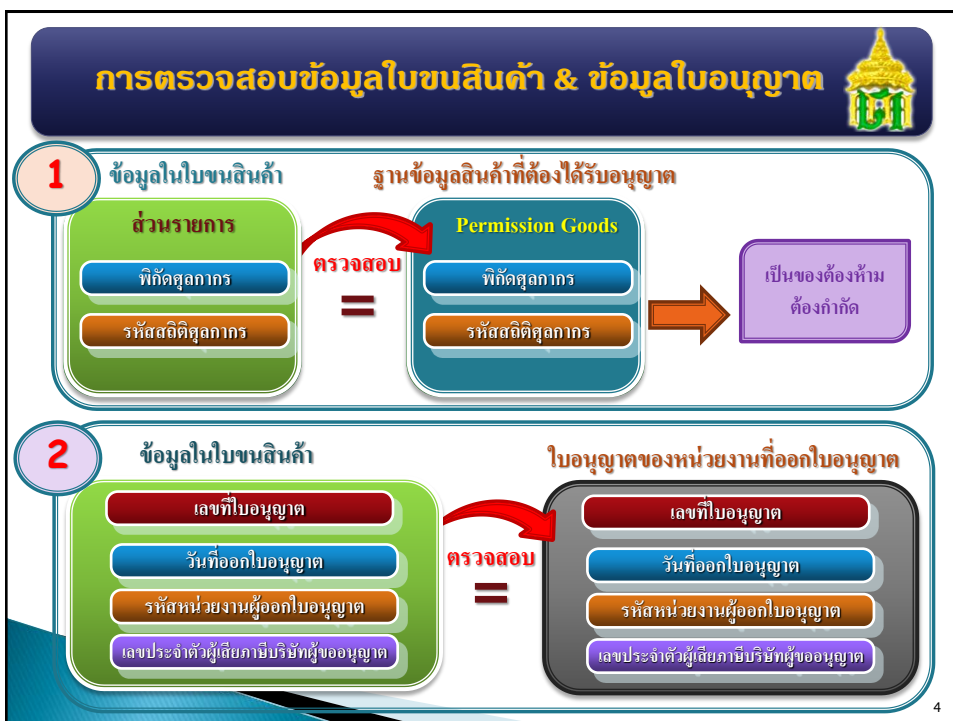 การตรวจสอบข้อมูลใบขนสินค้า & ข้อมูลใบอนุญาต
1
ข้อมูลในใบขนสินค้า
ฐานข้อมูลสินค้าที่ต้องได้รับอนุญาต
ส่วนรายการ
พิกัดศุลกากร
รหัสสถิติศุลกากร
ตรวจสอบ
=
Permission Goods
พิกัดศุลกากร
รหัสสถิติศุลกากร
เป็นของต้องห้าม
ต้องกำกัด
2
ข้อมูลในใบขนสินค้า
ใบอนุญาตของหน่วยงานที่ออกใบอนุญาต
เลขที่ใบอนุญาต
วันที่ออกใบอนุญาต
รหัสหน่วยงานผู้ออกใบอนุญาต
เลขประจำตัวผู้เสียภาษีบริษัทผู้ขออนุญาต
ตรวจสอบ
=
เลขที่ใบอนุญาต
วันที่ออกใบอนุญาต
รหัสหน่วยงานผู้ออกใบอนุญาต
เลขประจำตัวผู้เสียภาษีบริษัทผู้ขออนุญาต
4